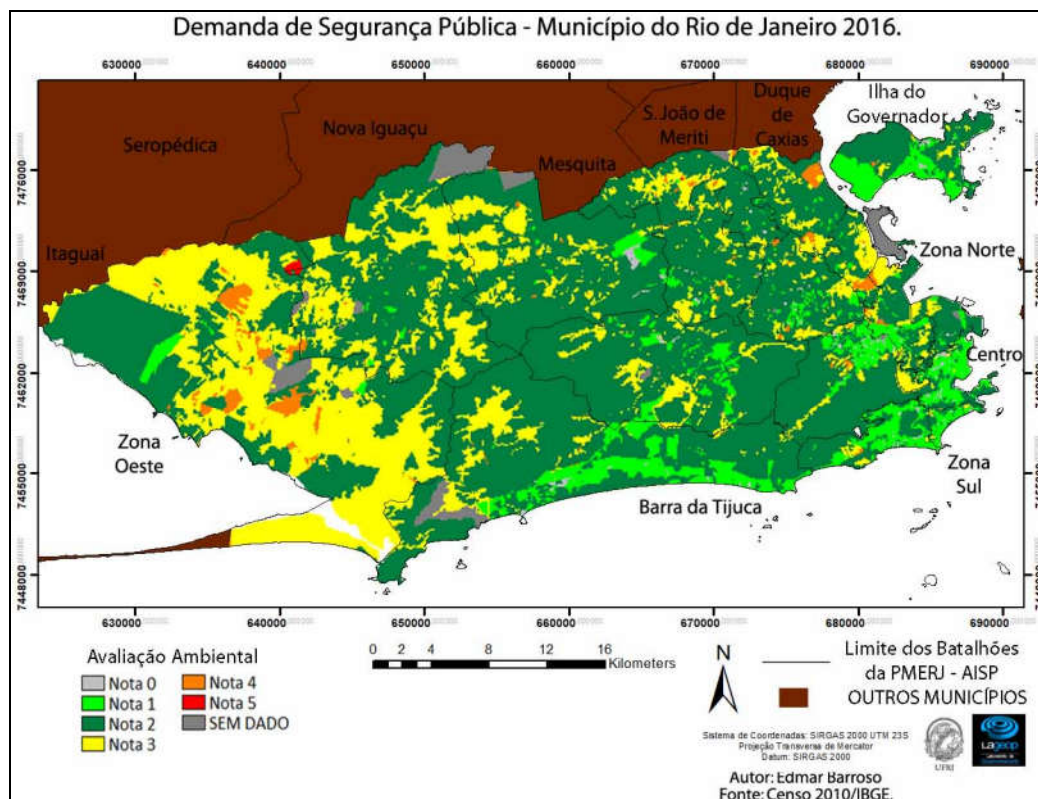 Demanda de Segurança Pública - Município do Rio de Janeiro 2016.
630000 640000 650000 660000 670000 680000 690000
Ilha do
Governador
Duque
de
Caxias
S. João de
Meriti
Nova Iguaçu
Seropédica
Mesquita
Itaguaí
7476000
7469000
7462000
7455000
7448000
Zona Norte
Centro
Zona
Sul
Zona
Oeste
Barra da Tijuca
630000 640000 650000 660000 670000 680000 690000
Avaliação Ambiental
Nota 0
Nota 1
Nota 2
Nota 3
Nota 4
Nota 5
SEM DADO
0 2 4 8 12 16
Kilometers
N
Limite dos Batalhões
da PMERJ - AISP
OUTROS MUNICÍPIOS
Sistema de Coordenadas: SIRGAS 2000 UTM 23S
Projeção Transversa de Mercator
Datum: SIRGAS 2000
UFRJ
LAGEOP
Autor: Edmar Barroso
Fonte: Censo 2010/IBGE.